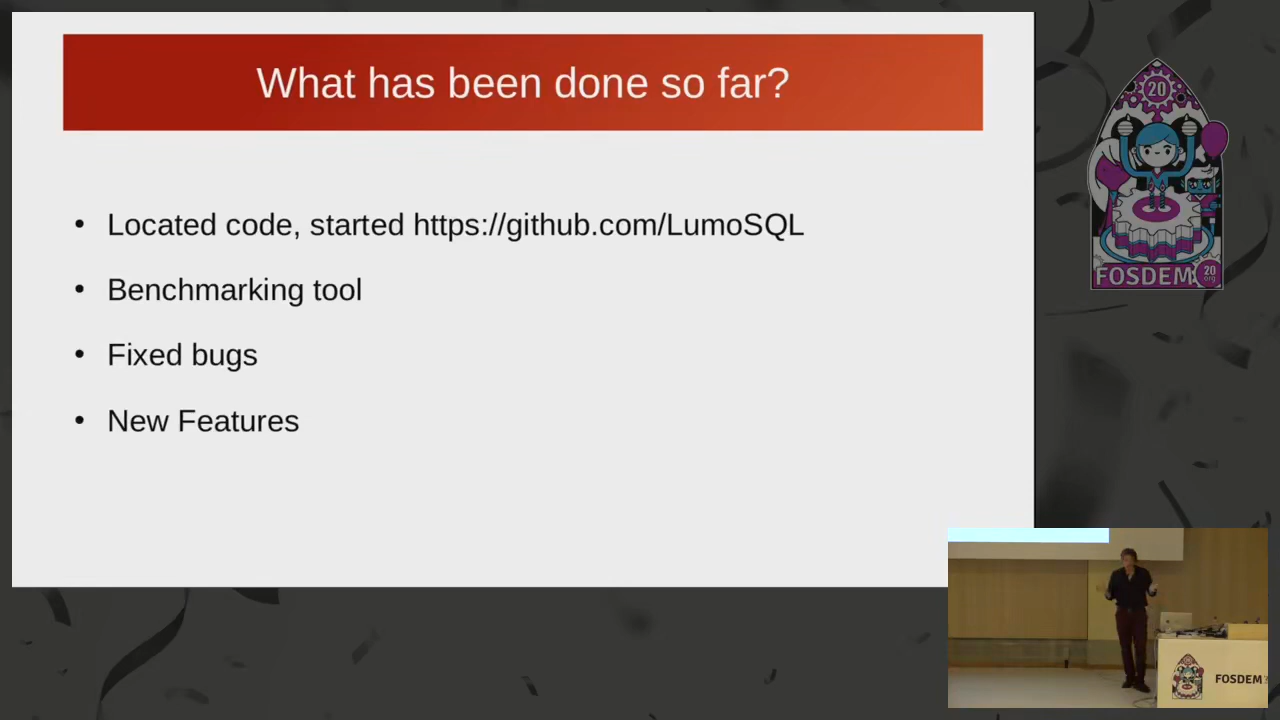 What has been done so far?
• Located code, started https://github.com/LumoSQL
• Benchmarking tool
• Fixed bugs
• New Features
20
FOSDEM
20
org
FOSDEM